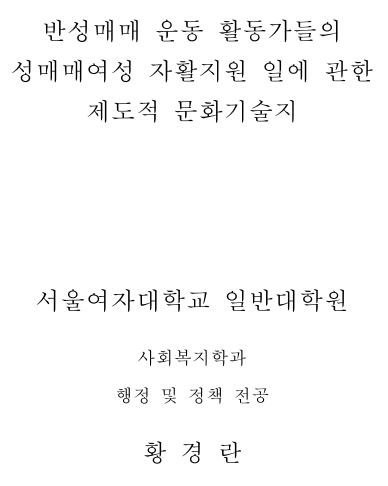 반성매매 운동 활동가들의
성매매여성 자활지원 일에 관한
제도적 문화기술지
서울여자대학교 일반대학원
사회복지학과
행정 및 정책 전공
황 경 란